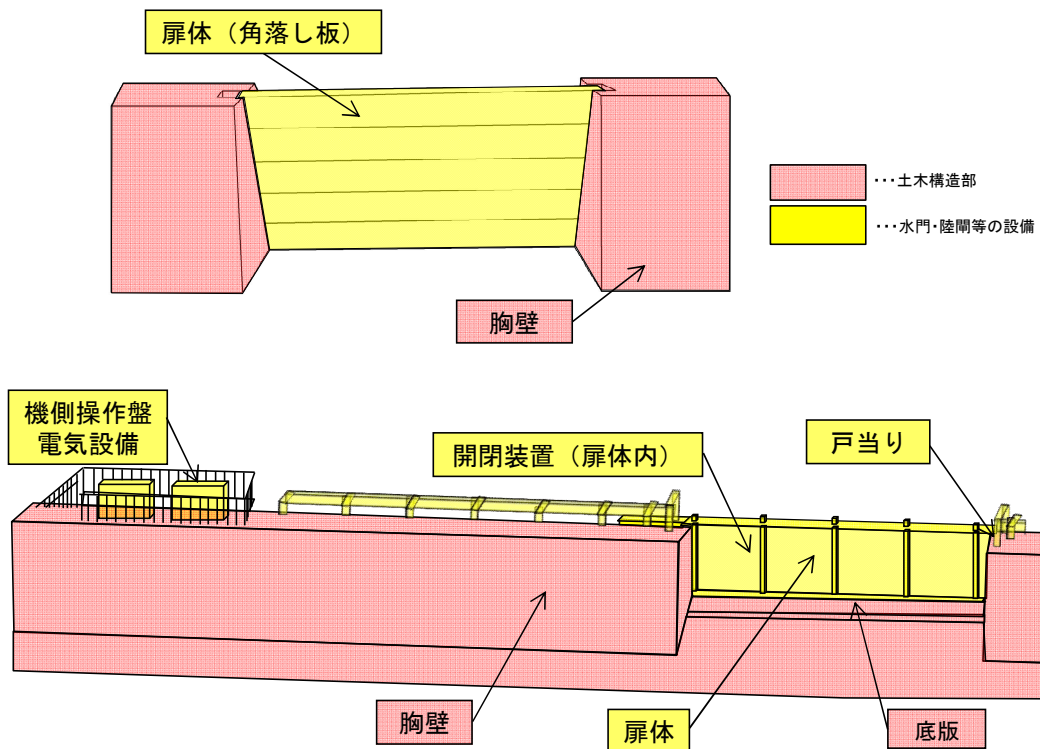 扉体（角落し板）
･･･土木構造部
･･･水門･陸閘等の設備
胸壁
機側操作盤
電気設備
開閉装置（扉体内）
戸当り
胸壁
扉体
底版